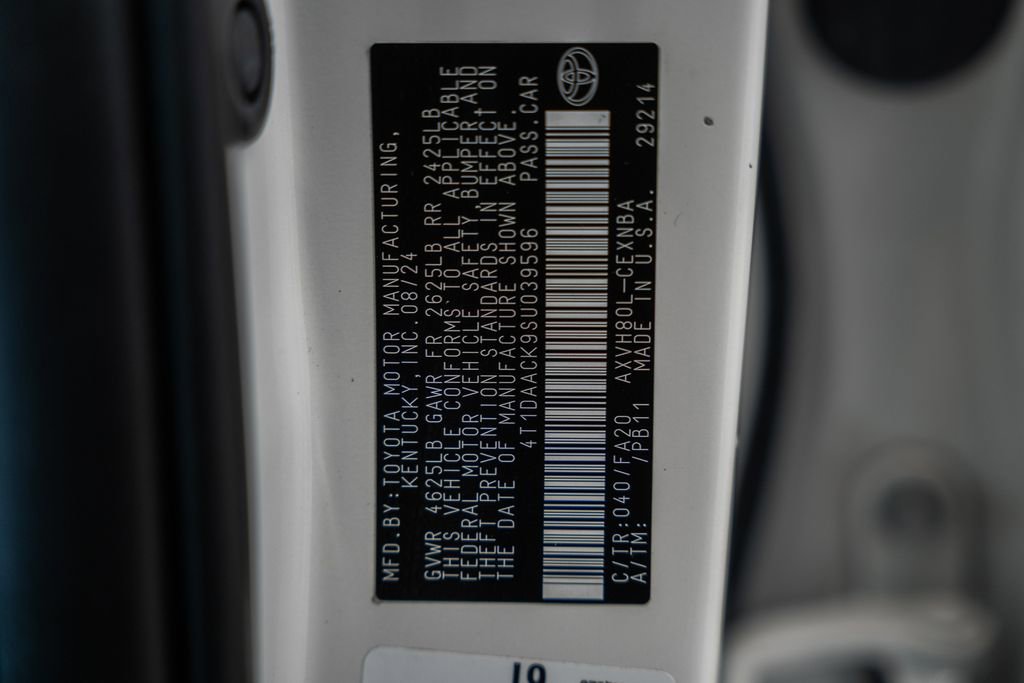 MFD.BY:TOYOTA MOTOR MANUFACTURING,
KENTUCKY,INC.08/24
GVWR 4625LB GAWR FR 2625LB RR 2425LB
THIS VEHICLE CONFORMS TO ALL APPLICABLE
FEDERAL MOTOR VEHICLE SAFETY,BUMPER,AND
THEFT PREVENTION STANDARDS IN EFFECT ON
THE DATE OF MANUFACTURE SHOWN ABOVE.
4T1DAACK9SU039596 PASS.CAR
C/TR:040/FA20 AXVH80L-CEXNBA
A/TM: /PB11 MADE IN U.S.A. 29214